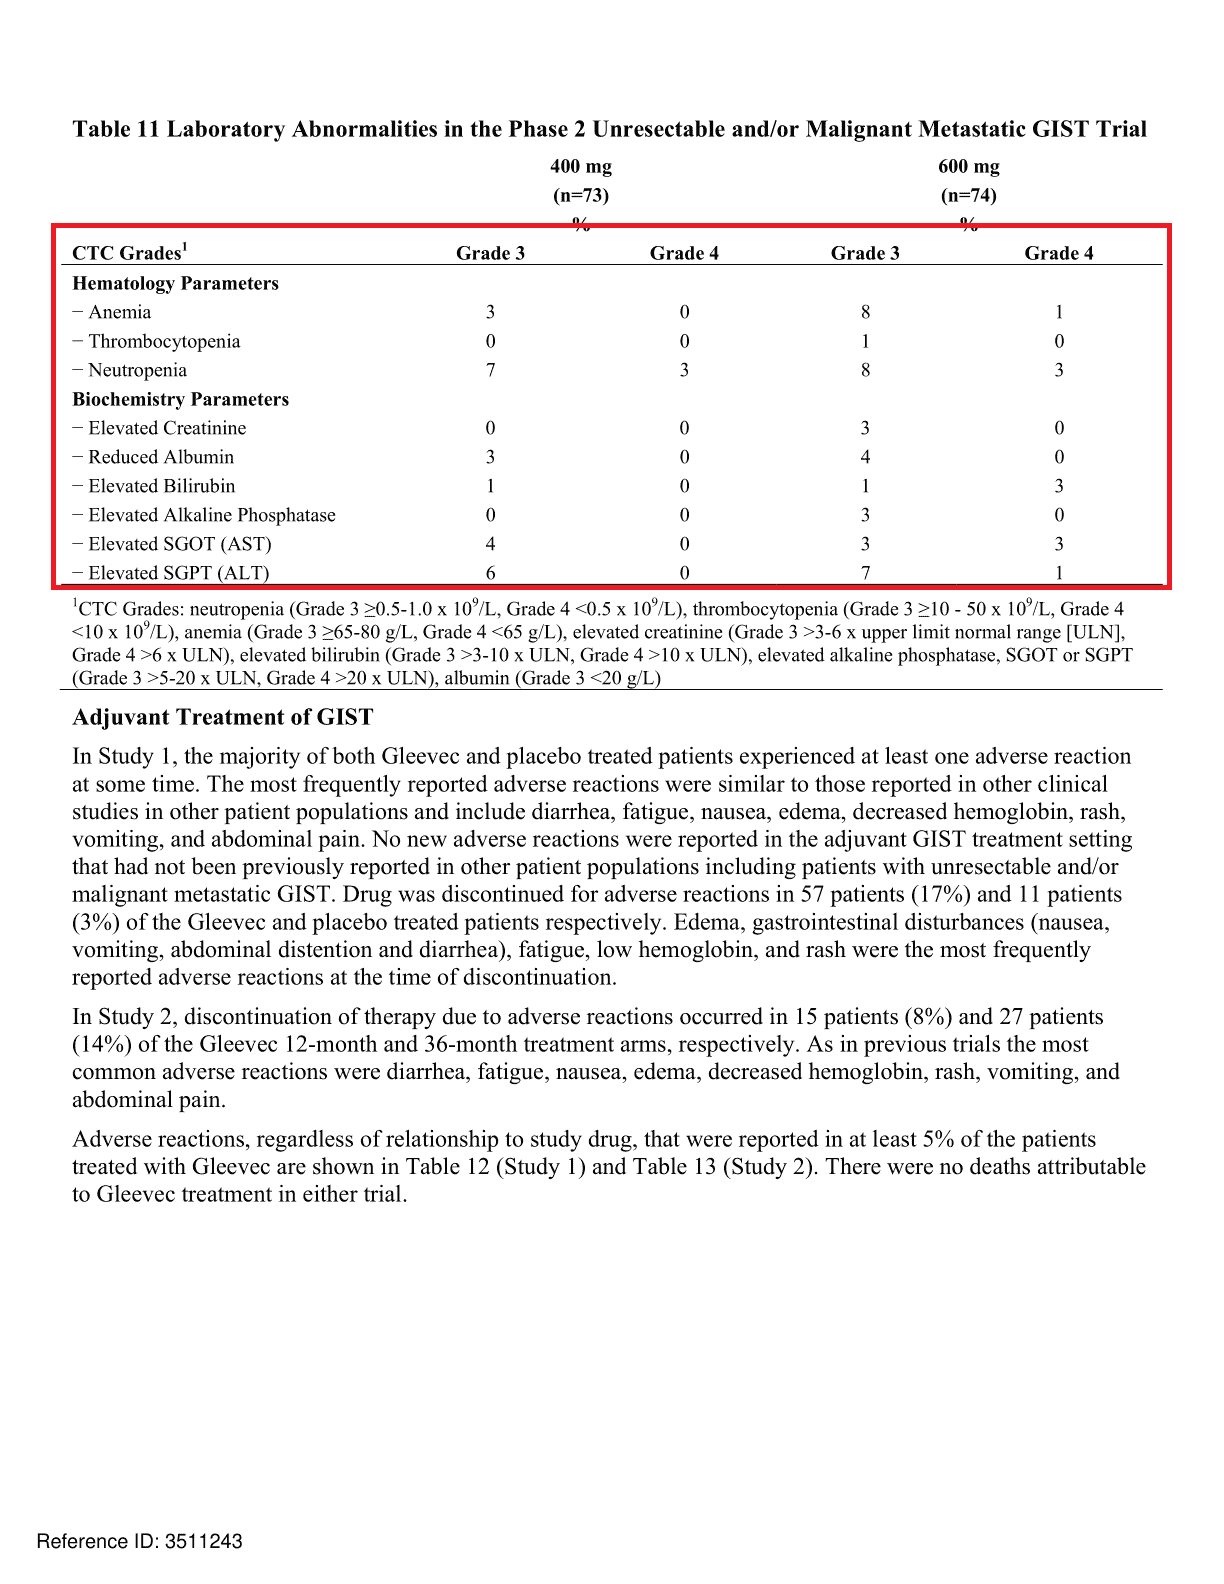 Table 11 Laboratory Abnormalities in the Phase 2 Unresectable and/or Malignant Metastatic GIST Trial
400 mg 600 mg
(n=73) (n=74)
% %
CTC Grades¹ Grade 3 Grade 4 Grade 3 Grade 4
Hematology Parameters
− Anemia 3 0 8 1
− Thrombocytopenia 0 0 1 0
− Neutropenia 7 3 8 3
Biochemistry Parameters
− Elevated Creatinine 0 0 3 0
− Reduced Albumin 3 0 4 0
− Elevated Bilirubin 1 0 1 3
− Elevated Alkaline Phosphatase 0 0 3 0
− Elevated SGOT (AST) 4 0 3 3
− Elevated SGPT (ALT) 6 0 7 1
¹CTC Grades: neutropenia (Grade 3 ≥0.5-1.0 x 10⁹/L, Grade 4 <0.5 x 10⁹/L), thrombocytopenia (Grade 3 ≥10 - 50 x 10⁹/L, Grade 4
<10 x 10⁹/L), anemia (Grade 3 ≥65-80 g/L, Grade 4 <65 g/L), elevated creatinine (Grade 3 >3-6 x upper limit normal range [ULN],
Grade 4 >6 x ULN), elevated bilirubin (Grade 3 >3-10 x ULN, Grade 4 >10 x ULN), elevated alkaline phosphatase, SGOT or SGPT
(Grade 3 >5-20 x ULN, Grade 4 >20 x ULN), albumin (Grade 3 <20 g/L)
Adjuvant Treatment of GIST
In Study 1, the majority of both Gleevec and placebo treated patients experienced at least one adverse reaction
at some time. The most frequently reported adverse reactions were similar to those reported in other clinical
studies in other patient populations and include diarrhea, fatigue, nausea, edema, decreased hemoglobin, rash,
vomiting, and abdominal pain. No new adverse reactions were reported in the adjuvant GIST treatment setting
that had not been previously reported in other patient populations including patients with unresectable and/or
malignant metastatic GIST. Drug was discontinued for adverse reactions in 57 patients (17%) and 11 patients
(3%) of the Gleevec and placebo treated patients respectively. Edema, gastrointestinal disturbances (nausea,
vomiting, abdominal distention and diarrhea), fatigue, low hemoglobin, and rash were the most frequently
reported adverse reactions at the time of discontinuation.
In Study 2, discontinuation of therapy due to adverse reactions occurred in 15 patients (8%) and 27 patients
(14%) of the Gleevec 12-month and 36-month treatment arms, respectively. As in previous trials the most
common adverse reactions were diarrhea, fatigue, nausea, edema, decreased hemoglobin, rash, vomiting, and
abdominal pain.
Adverse reactions, regardless of relationship to study drug, that were reported in at least 5% of the patients
treated with Gleevec are shown in Table 12 (Study 1) and Table 13 (Study 2). There were no deaths attributable
to Gleevec treatment in either trial.
Reference ID: 3511243